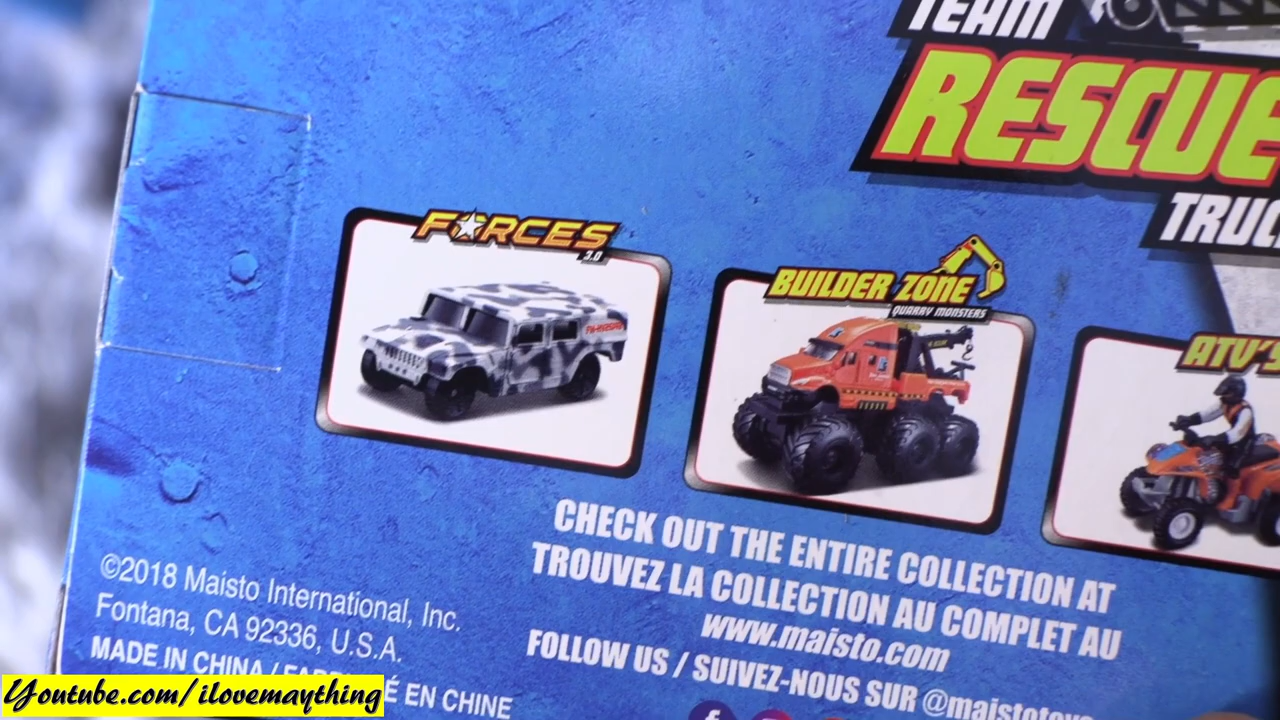 TEAM
RESCUE
FORCES
3.0
BUILDER ZONE
QUARRY MONSTERS
ATV'S
CHECK OUT THE ENTIRE COLLECTION AT
TROUVEZ LA COLLECTION AU COMPLET AU
www.maisto.com
FOLLOW US / SUIVEZ-NOUS SUR
©2018 Maisto International, Inc.
Fontana, CA 92336, U.S.A.
MADE IN CHINA / EN CHINE
Youtube.com/ilovemaything